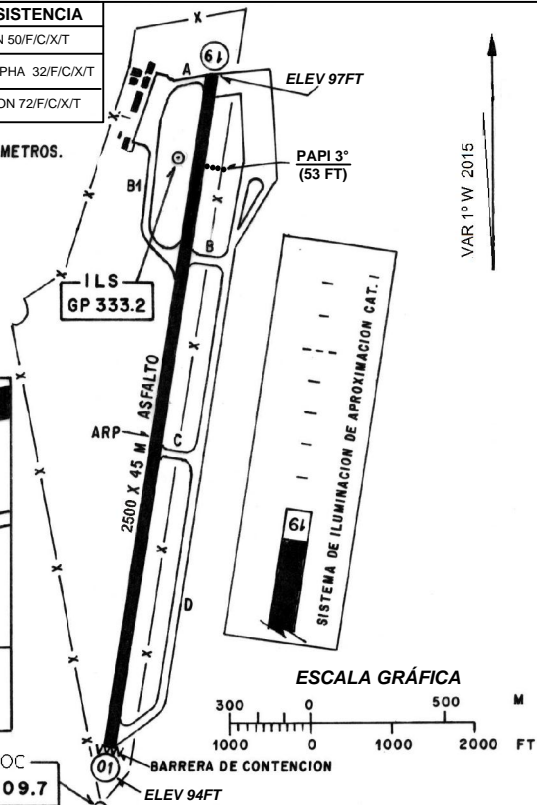 SISTENCIA
N 50/F/C/X/T
PHA 32/F/C/X/T
ON 72/F/C/X/T
METROS.
19
A
ELEV 97FT
PAPI 3°
(53 FT)
VAR 1° W 2015
B1
B
ILS
GP 333.2
2500 X 45 M ASFALTO
ARP
C
D
19
SISTEMA DE ILUMINACION DE APROXIMACION CAT. I
ESCALA GRÁFICA
300 0 500 M
1000 0 1000 2000 FT
01
BARRERA DE CONTENCION
ELEV 94FT
OC
09.7